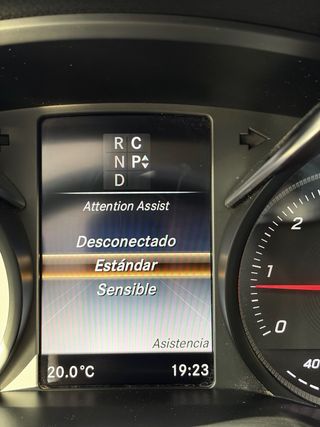 R C
N P
D
Attention Assist
Desconectado
Estándar
Sensible
Asistencia
20.0°C 19:23
2
1
0
40